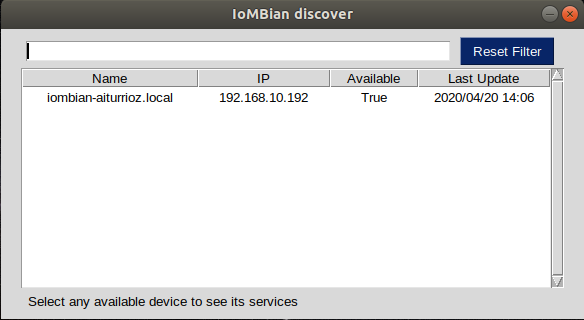 IoMBian discover
Reset Filter
Name IP Available Last Update
iombian-aiturrioz.local 192.168.10.192 True 2020/04/20 14:06
Select any available device to see its services